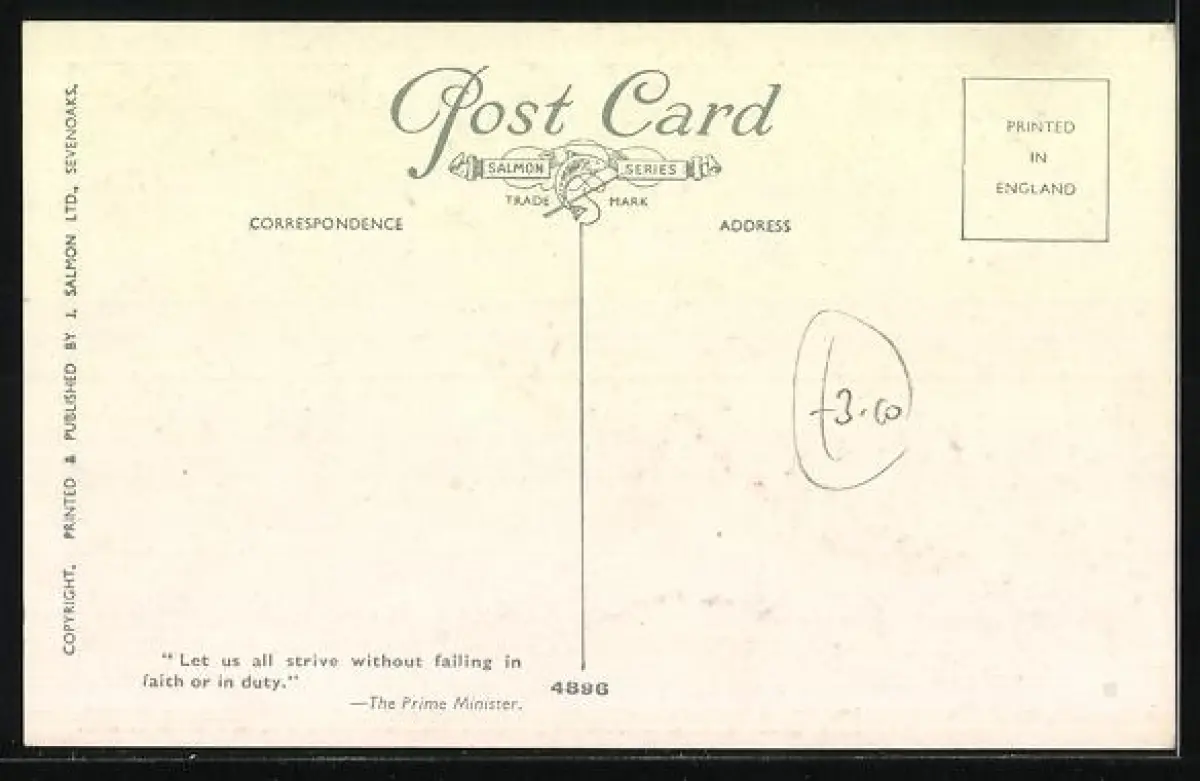 Post Card
SALMON SERIES
TRADE MARK
CORRESPONDENCE
ADDRESS
PRINTED
IN
ENGLAND
COPYRIGHT. PRINTED & PUBLISHED BY J. SALMON LTD., SEVENOAKS.
£3.00
"Let us all strive without failing in
faith or in duty."
—The Prime Minister.
4896